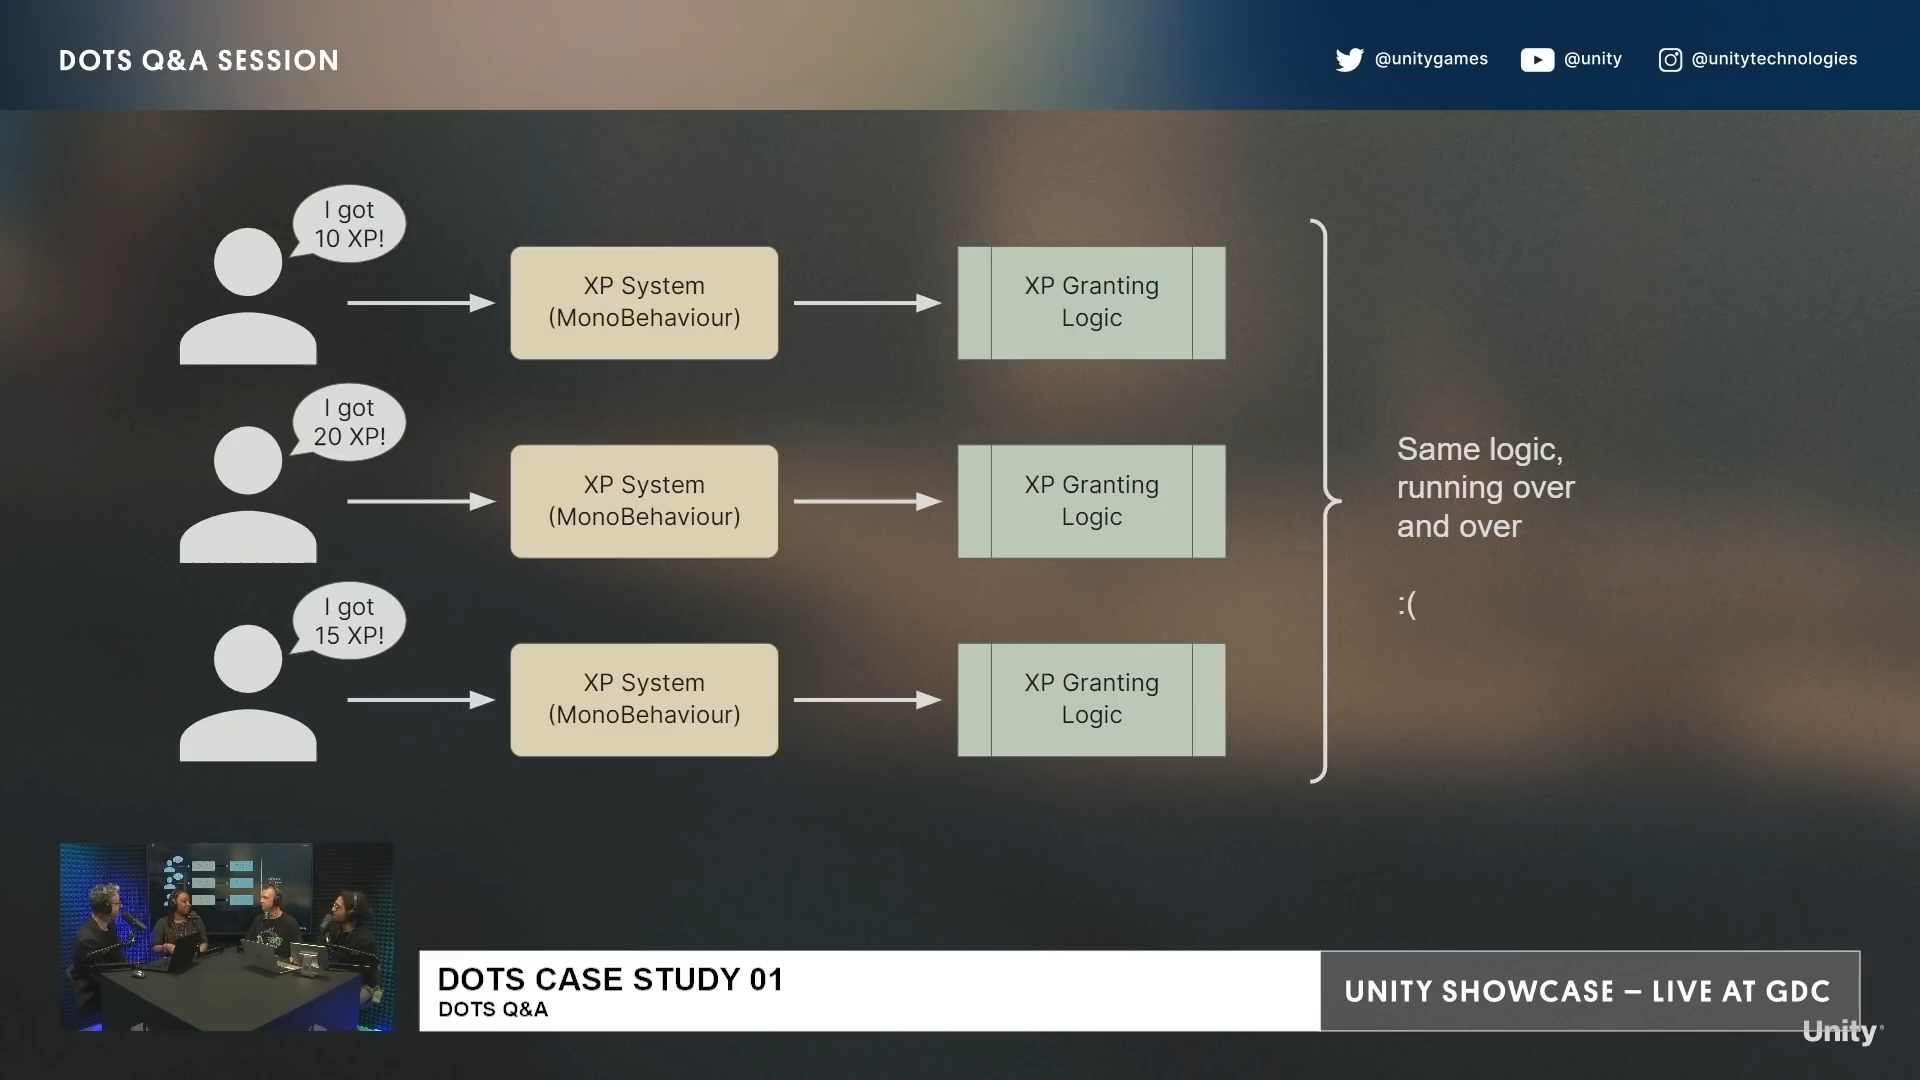 DOTS Q&A SESSION
@unitygames
@unity
@unitytechnologies
I got
10 XP!
XP System
(MonoBehaviour)
XP Granting
Logic
I got
20 XP!
XP System
(MonoBehaviour)
XP Granting
Logic
I got
15 XP!
XP System
(MonoBehaviour)
XP Granting
Logic
Same logic,
running over
and over
:(
DOTS CASE STUDY 01
DOTS Q&A
UNITY SHOWCASE – LIVE AT GDC
Unity